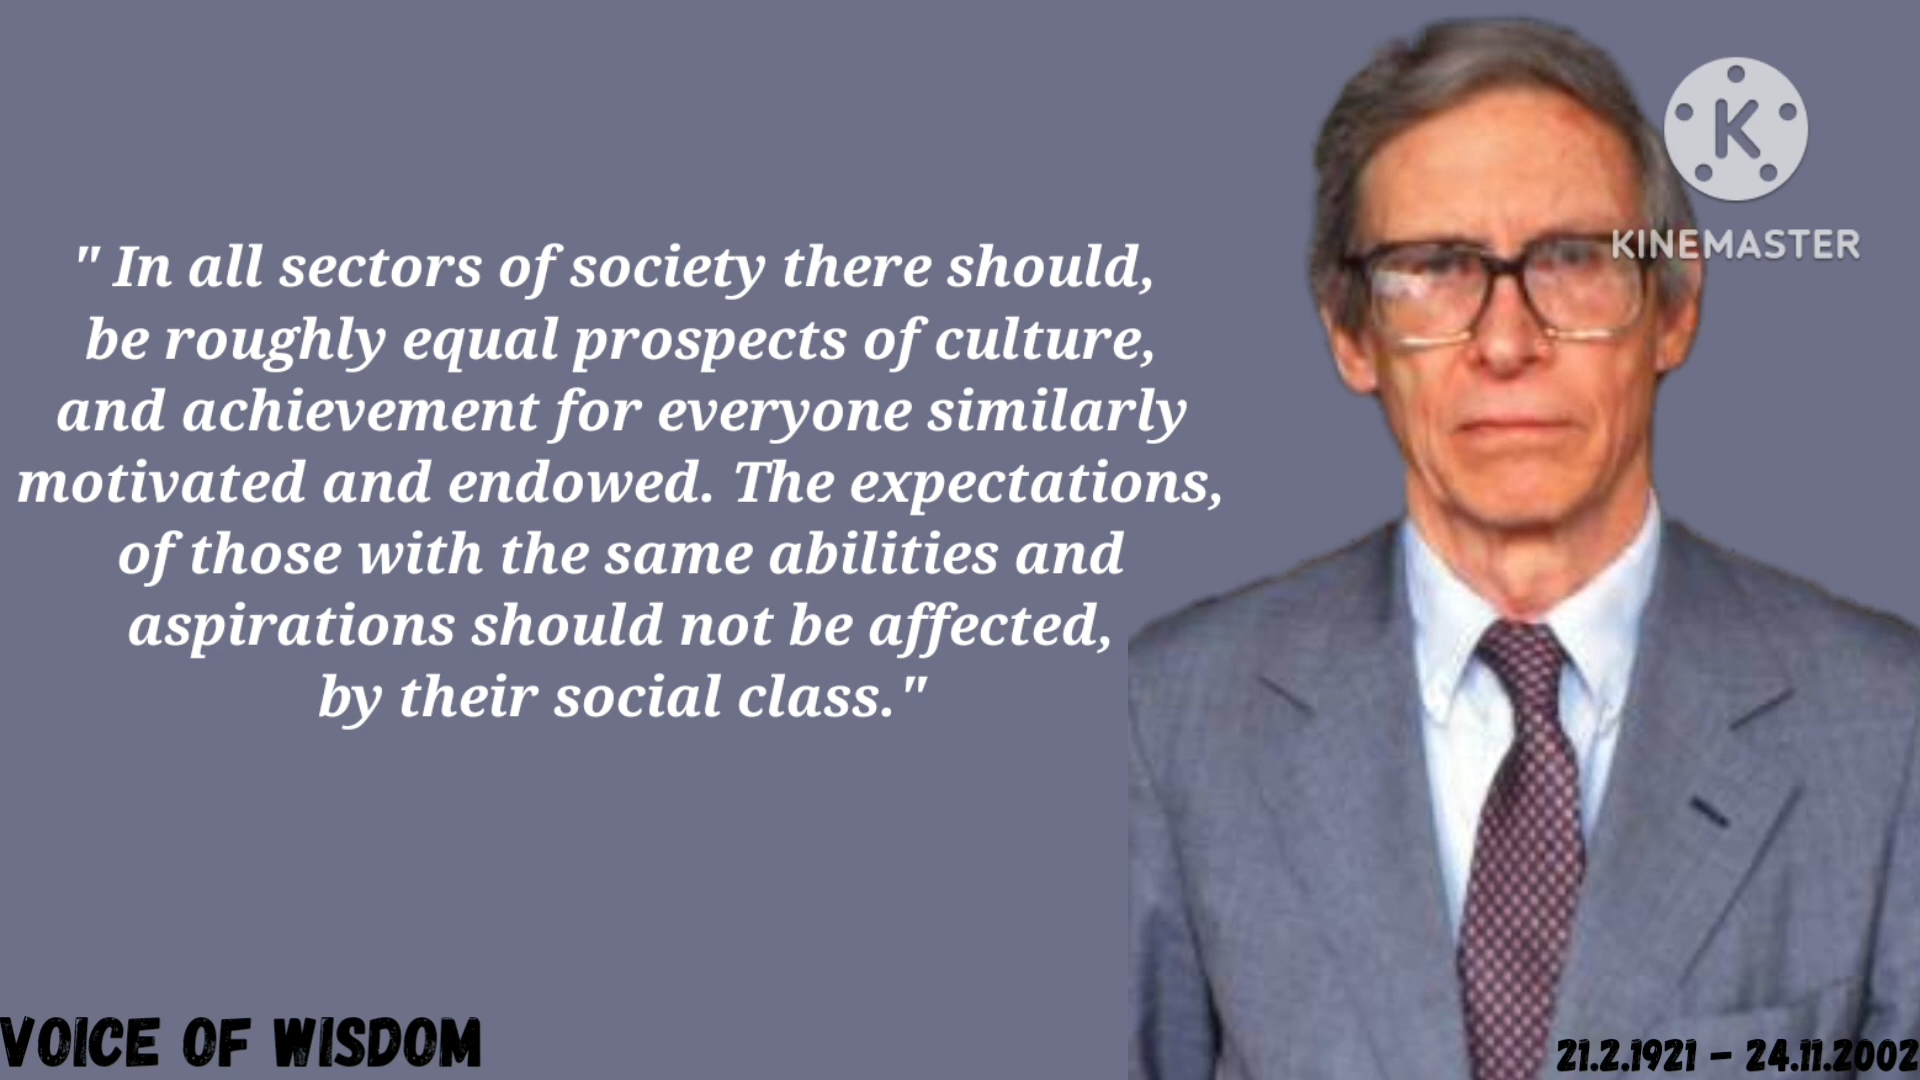 " In all sectors of society there should,
be roughly equal prospects of culture,
and achievement for everyone similarly
motivated and endowed. The expectations,
of those with the same abilities and
aspirations should not be affected,
by their social class."
K
KINEMASTER
VOICE OF WISDOM
21.2.1921 – 24.11.2002